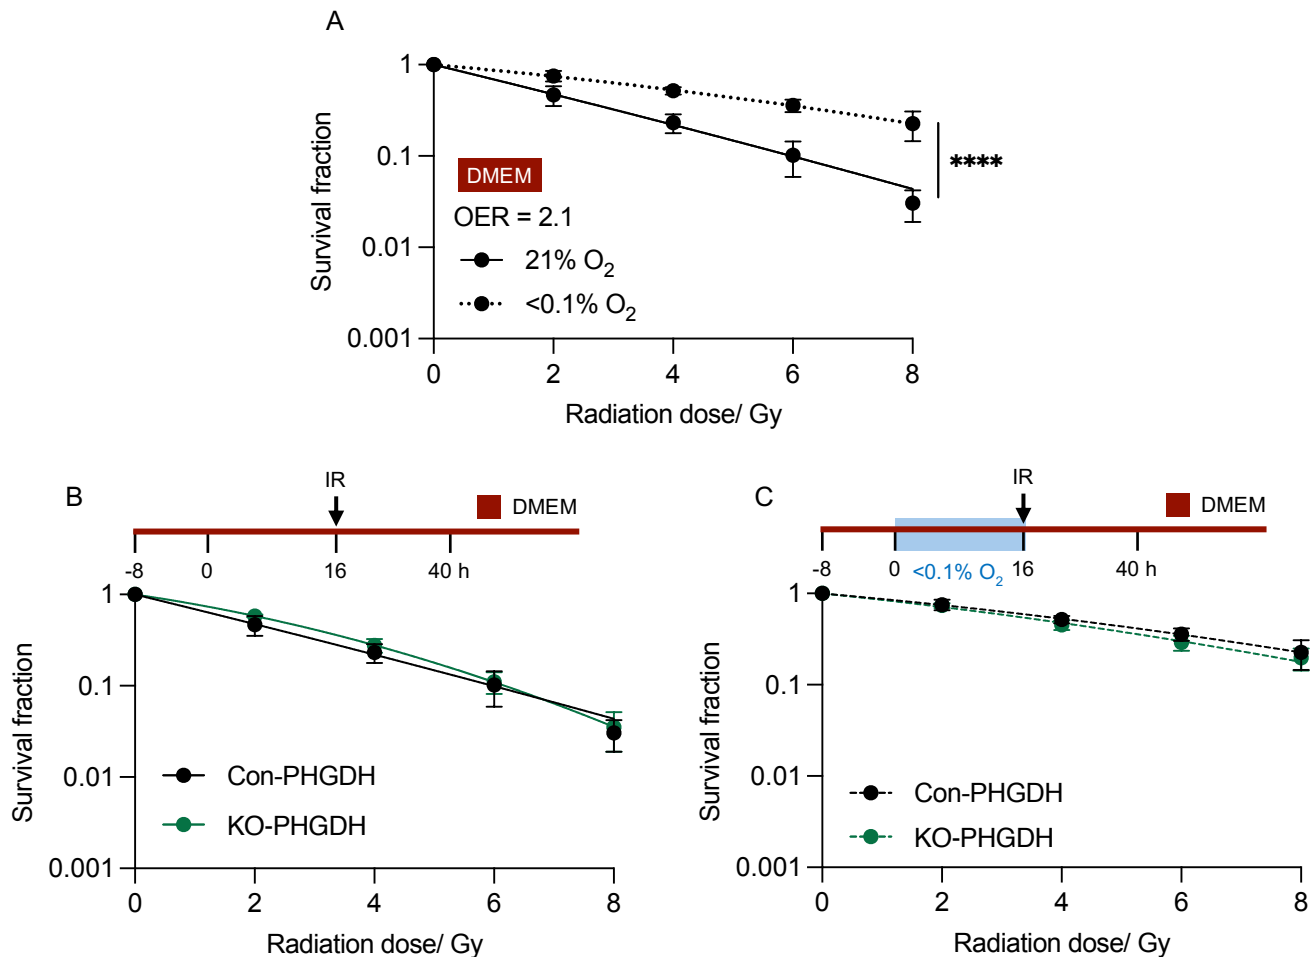 A
1
0.1
0.01
0.001
Survival fraction
DMEM
OER = 2.1
21% O2
<0.1% O2
****
0 2 4 6 8
Radiation dose/ Gy
B
IR
DMEM
-8 0 16 40 h
1
0.1
0.01
0.001
Survival fraction
Con-PHGDH
KO-PHGDH
0 2 4 6 8
Radiation dose/ Gy
C
IR
DMEM
-8 0 <0.1% O2 16 40 h
1
0.1
0.01
0.001
Survival fraction
Con-PHGDH
KO-PHGDH
0 2 4 6 8
Radiation dose/ Gy